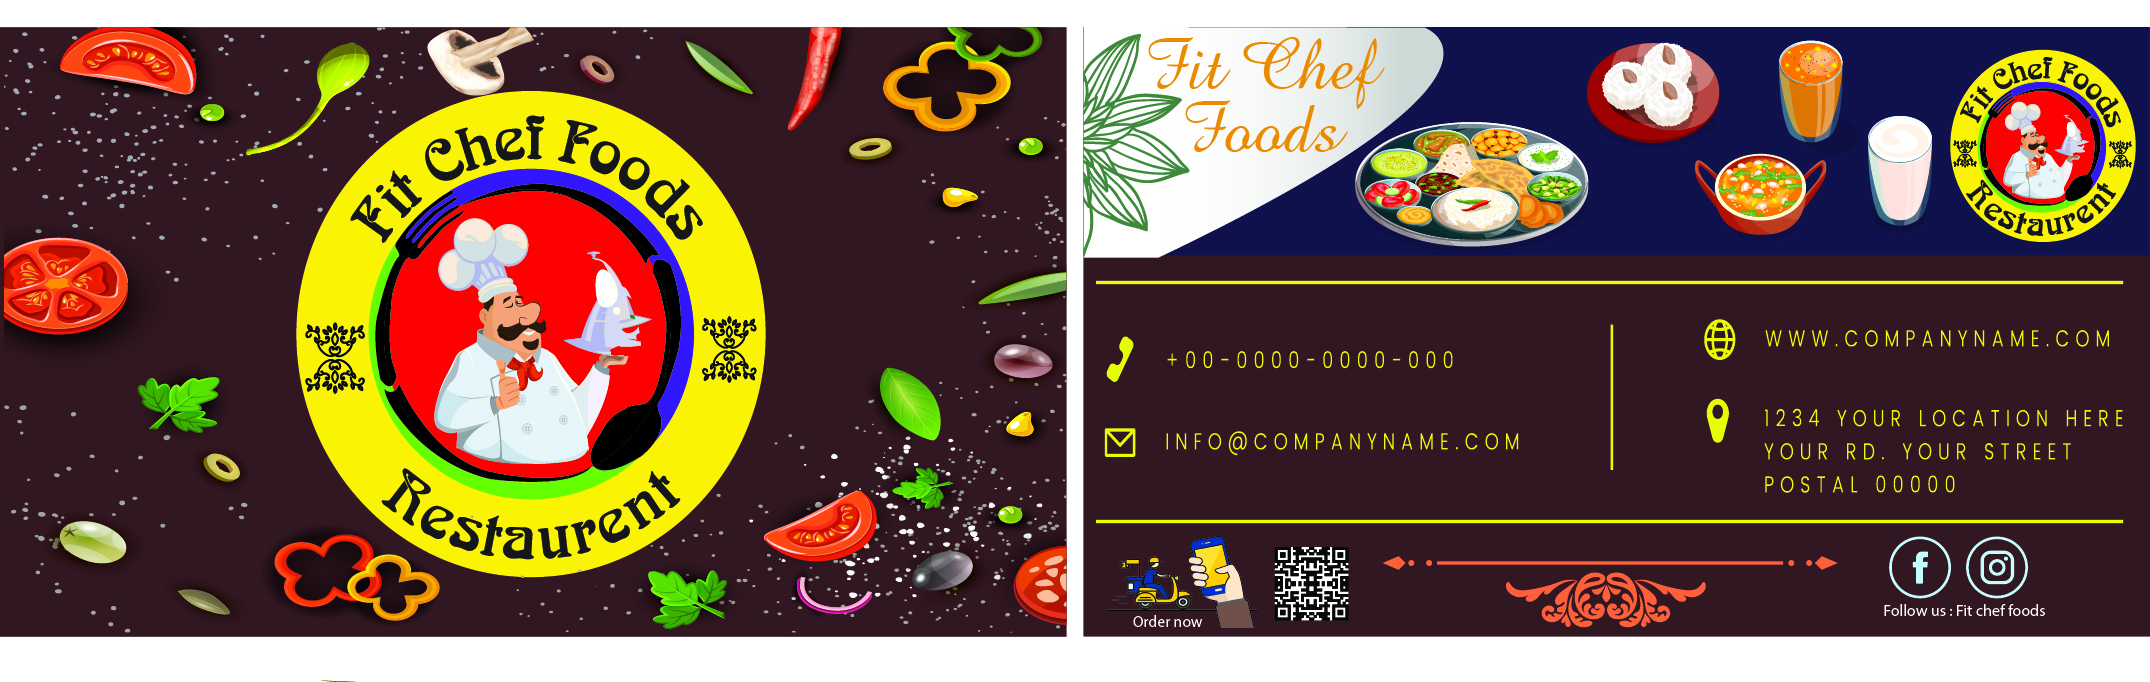 Fit Chef Foods
Restaurent
Fit Chef
Foods
Fit Chef Foods
Restaurent
+00-0000-0000-000
INFO@COMPANYNAME.COM
WWW.COMPANYNAME.COM
1234 YOUR LOCATION HERE
YOUR RD. YOUR STREET
POSTAL 00000
Order now
Follow us : Fit chef foods